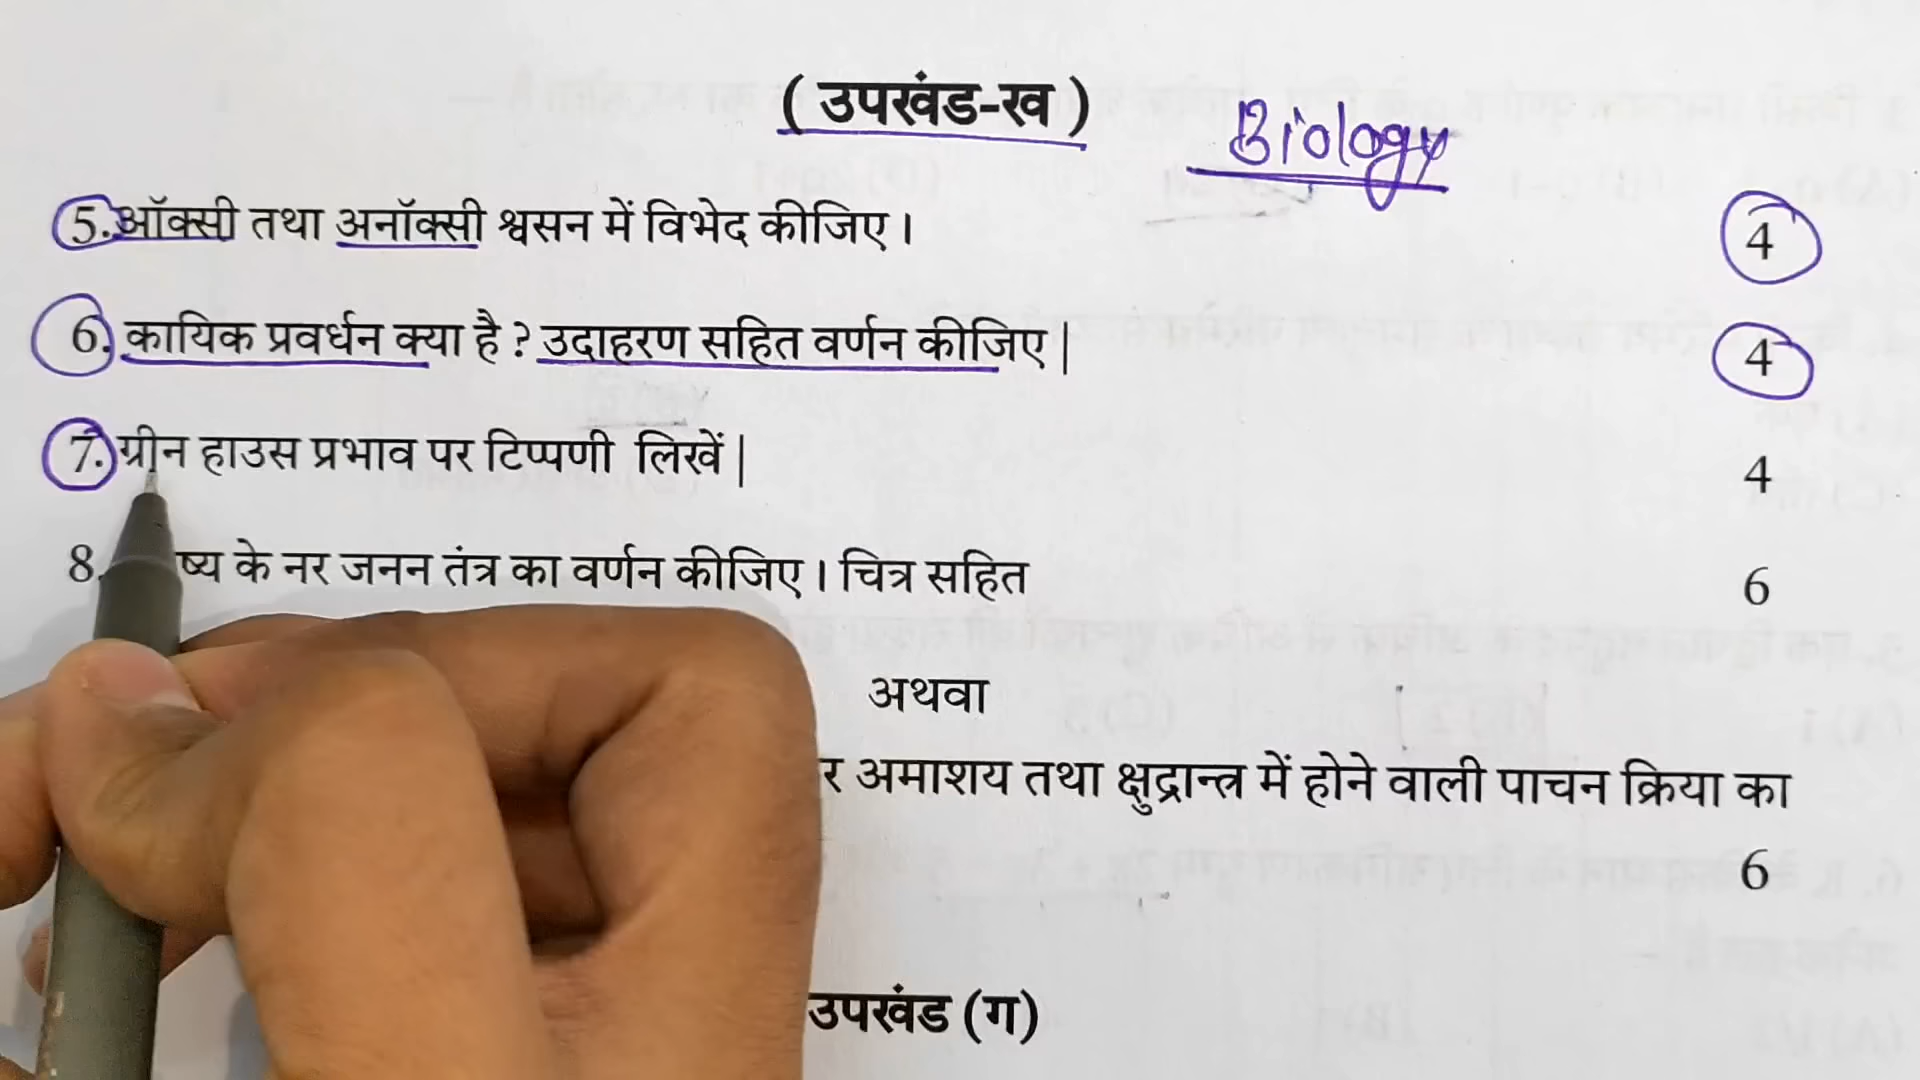 ( उपखंड-ख )
Biology
5. ऑक्सी तथा अनॉक्सी श्वसन में विभेद कीजिए। 4
6. कायिक प्रवर्धन क्या है ? उदाहरण सहित वर्णन कीजिए| 4
7. ग्रीन हाउस प्रभाव पर टिप्पणी लिखें| 4
8. के नर जनन तंत्र का वर्णन कीजिए। चित्र सहित 6
अथवा
अमाशय तथा क्षुद्रान्त्र में होने वाली पाचन क्रिया का
6
उपखंड (ग)